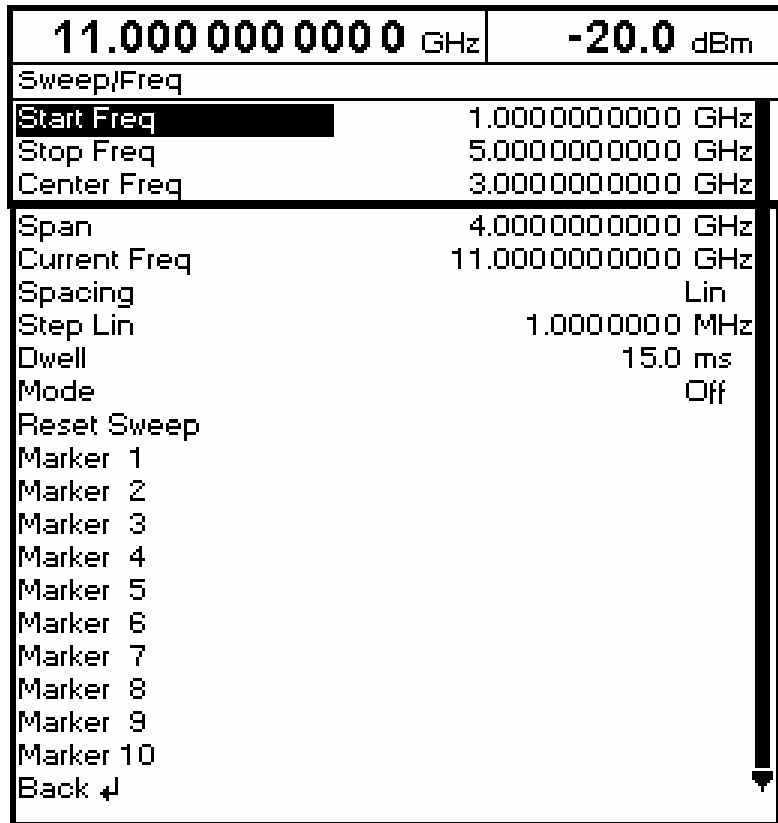 11.000 000 000 0 GHz -20.0 dBm
Sweep/Freq
Start Freq 1.0000000000 GHz
Stop Freq 5.0000000000 GHz
Center Freq 3.0000000000 GHz
Span 4.0000000000 GHz
Current Freq 11.0000000000 GHz
Spacing Lin
Step Lin 1.0000000 MHz
Dwell 15.0 ms
Mode Off
Reset Sweep
Marker 1
Marker 2
Marker 3
Marker 4
Marker 5
Marker 6
Marker 7
Marker 8
Marker 9
Marker 10
Back ↲